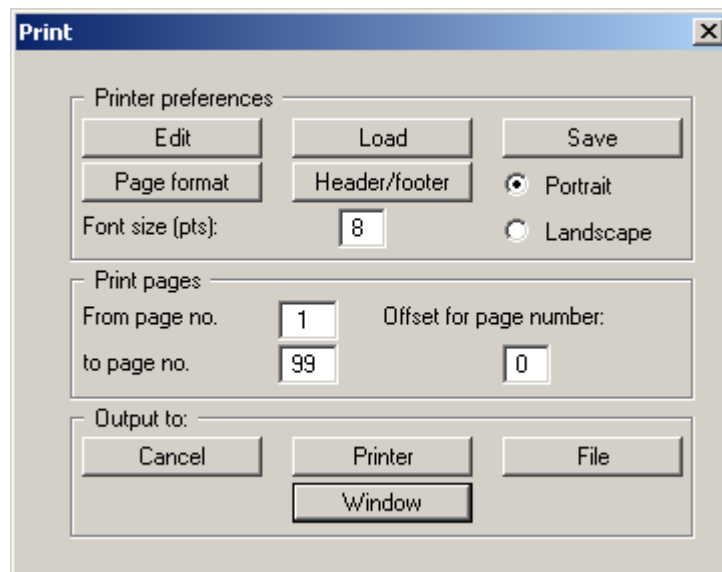 Print
Printer preferences
Edit Load Save
Page format Header/footer Portrait
Font size (pts): 8 Landscape
Print pages
From page no. 1 Offset for page number:
to page no. 99 0
Output to:
Cancel Printer File
Window